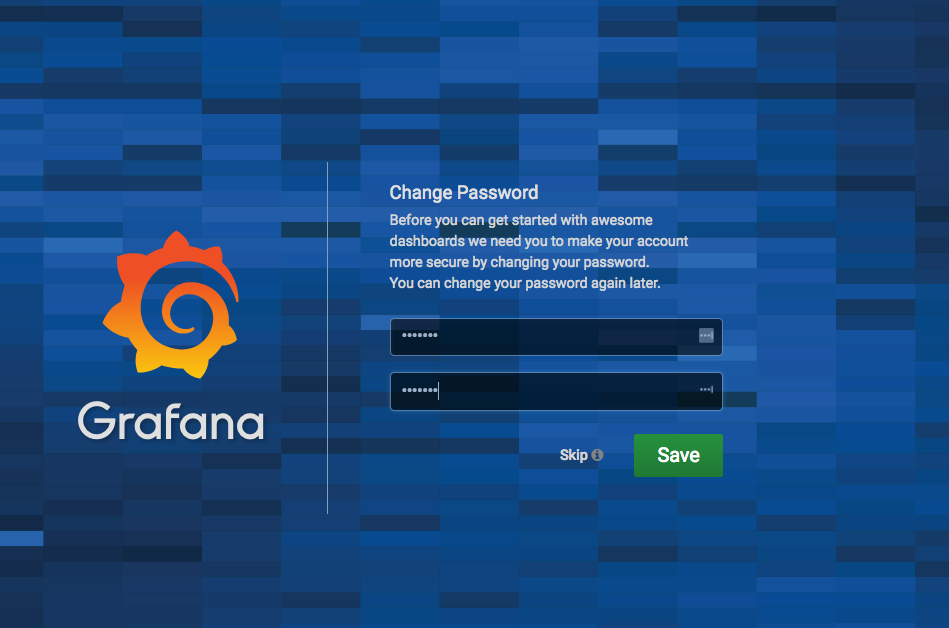 Change Password
Before you can get started with awesome
dashboards we need you to make your account
more secure by changing your password.
You can change your password again later.
•••••••
•••••••
Grafana
Skip
Save